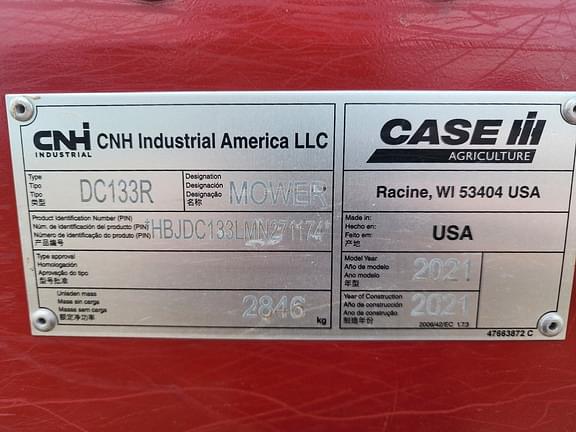 CNH INDUSTRIAL CNH Industrial America LLC
Type
Tipo
Tipo
类型
DC133R
Designation
Designación
Designação
名称
MOWER
Product Identification Number (PIN)
Número de identificación del producto (PIN)
Número de identificação do produto (PIN)
产品编号
*HBJDC133LMN271174*
Type approval
Homologación
Aprovação do tipo
型号批准
Unladen mass
Masa sin carga
Massa sem carga
额定净功率
2846 kg
CASE IH
AGRICULTURE
Racine, WI 53404 USA
Made in:
Hecho en:
Feito em:
产地
USA
Model Year
Año de modelo
Ano de modelo
年型
2021
Year of Construction
Año de construcción
Ano de construção
制造年份
2021
2006/42/EC 1.7.3
47663872 C